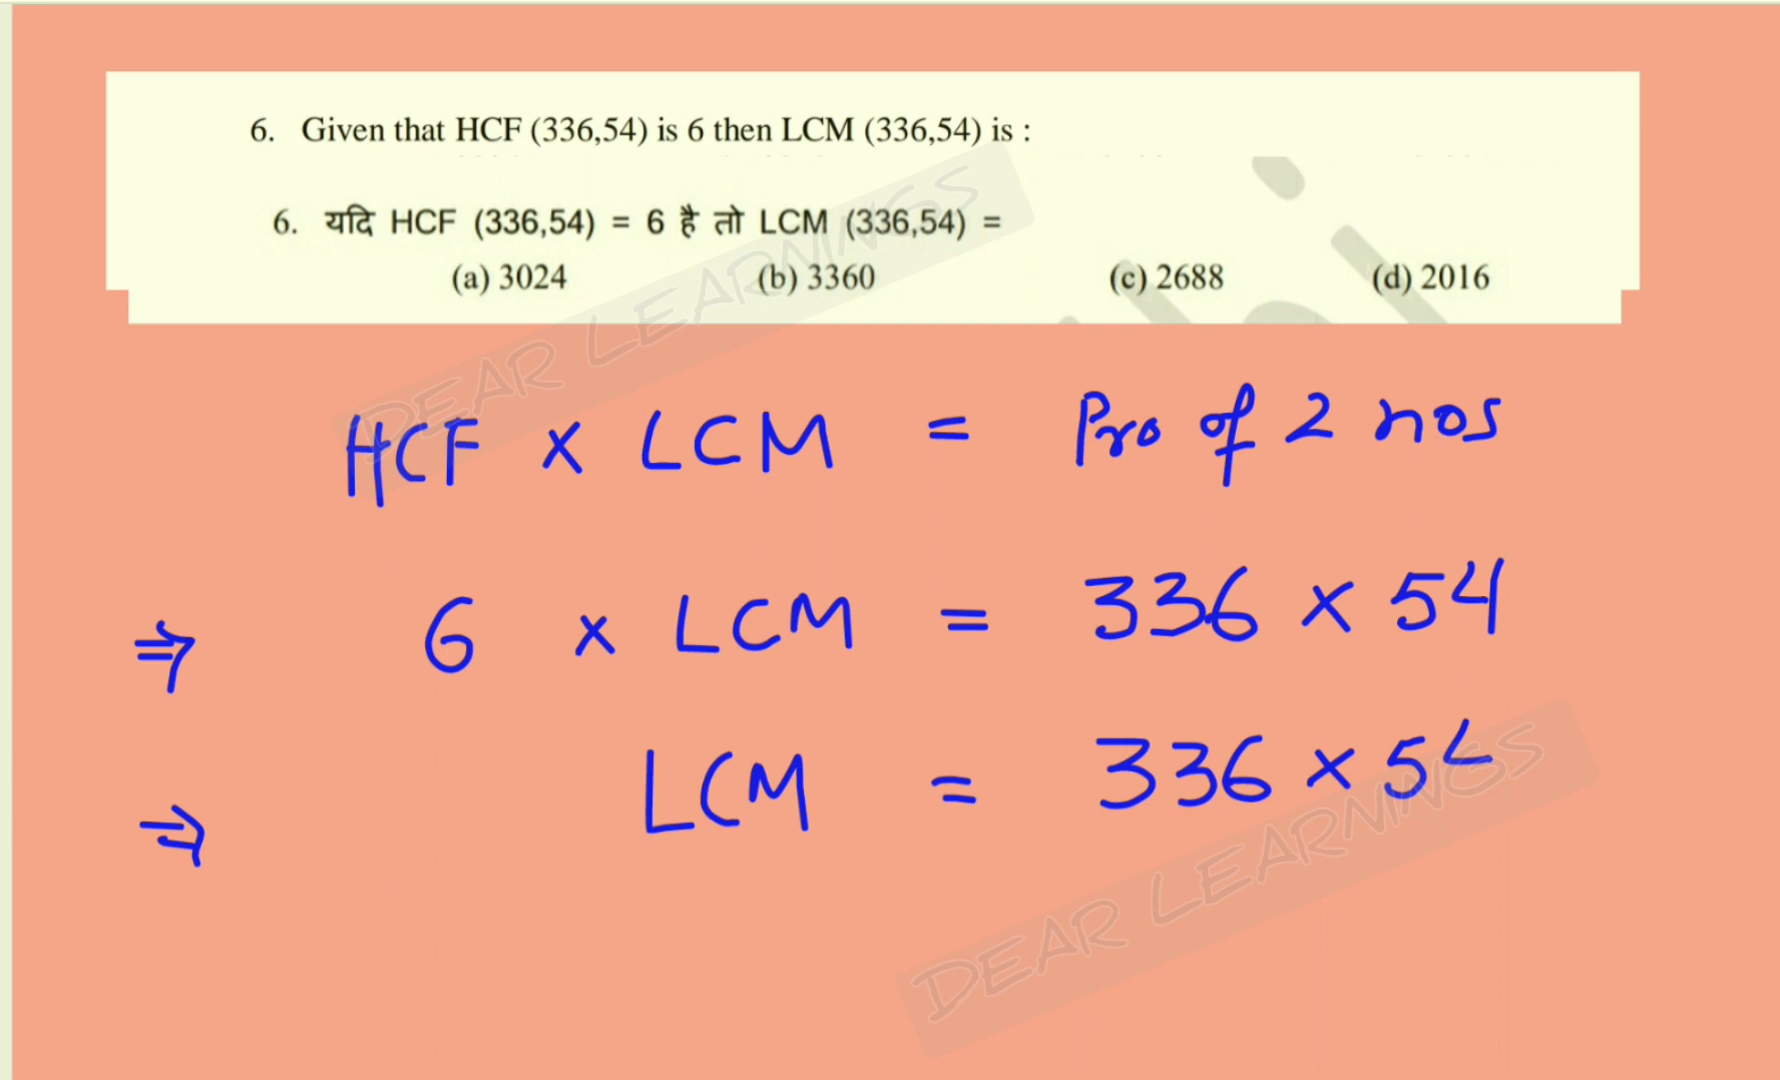 6. Given that HCF (336,54) is 6 then LCM (336,54) is :
6. यदि HCF (336,54) = 6 है तो LCM (336,54) =
(a) 3024 (b) 3360 (c) 2688 (d) 2016
DEAR LEARNINGS
HCF × LCM = Pro of 2 nos
⇒ 6 × LCM = 336 × 54
⇒ LCM = 336 × 54
DEAR LEARNINGS